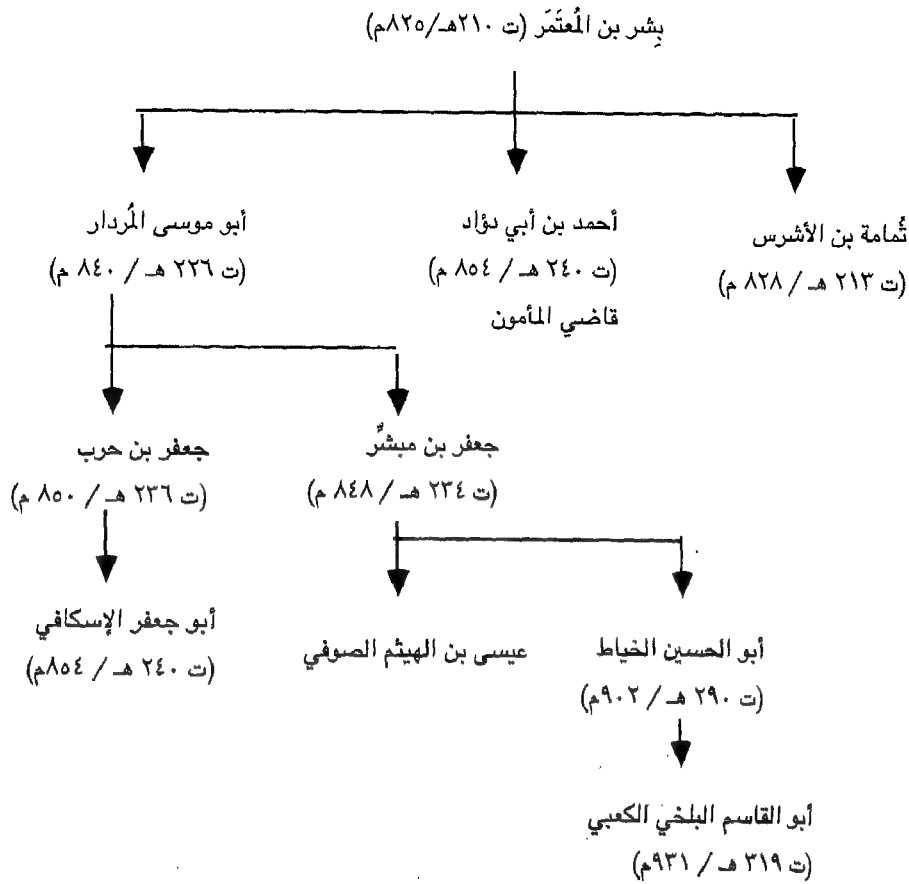 بِشر بن المُعتَمَر (ت ٢١٠هـ/٨٢٥م)
ثُمامة بن الأشرس
(ت ٢١٣ هـ / ٨٢٨ م)
أحمد بن أبي دؤاد
(ت ٢٤٠ هـ / ٨٥٤ م)
قاضي المأمون
أبو موسى المُردار
(ت ٢٢٦ هـ / ٨٤٠ م)
جعفر بن مبشّر
(ت ٢٣٤ هـ / ٨٤٨ م)
جعفر بن حرب
(ت ٢٣٦ هـ / ٨٥٠ م)
أبو الحسين الخياط
(ت ٢٩٠ هـ / ٩٠٢م)
عيسى بن الهيثم الصوفي
أبو جعفر الإسكافي
(ت ٢٤٠ هـ / ٨٥٤م)
أبو القاسم البلخي الكعبي
(ت ٣١٩ هـ / ٩٣١م)